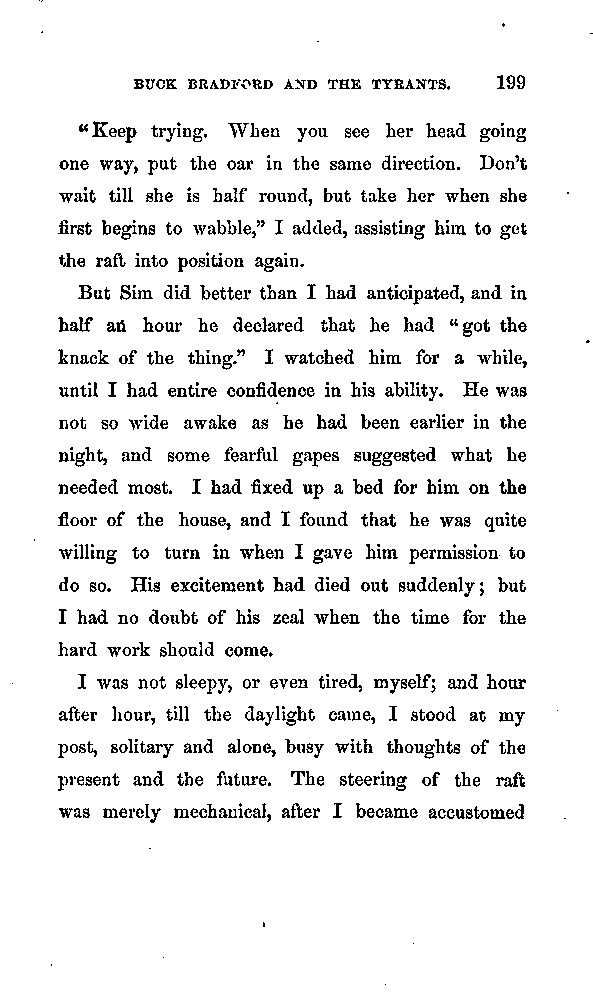 BUCK BRADFORD AND THE TYRANTS. 199
“Keep trying. When you see her head going
one way, put the oar in the same direction. Don’t
wait till she is half round, but take her when she
first begins to wabble,” I added, assisting him to get
the raft into position again.
But Sim did better than I had anticipated, and in
half an hour he declared that he had “got the
knack of the thing.” I watched him for a while,
until I had entire confidence in his ability. He was
not so wide awake as he had been earlier in the
night, and some fearful gapes suggested what he
needed most. I had fixed up a bed for him on the
floor of the house, and I found that he was quite
willing to turn in when I gave him permission to
do so. His excitement had died out suddenly; but
I had no doubt of his zeal when the time for the
hard work should come.
I was not sleepy, or even tired, myself; and hour
after hour, till the daylight came, I stood at my
post, solitary and alone, busy with thoughts of the
present and the future. The steering of the raft
was merely mechanical, after I became accustomed